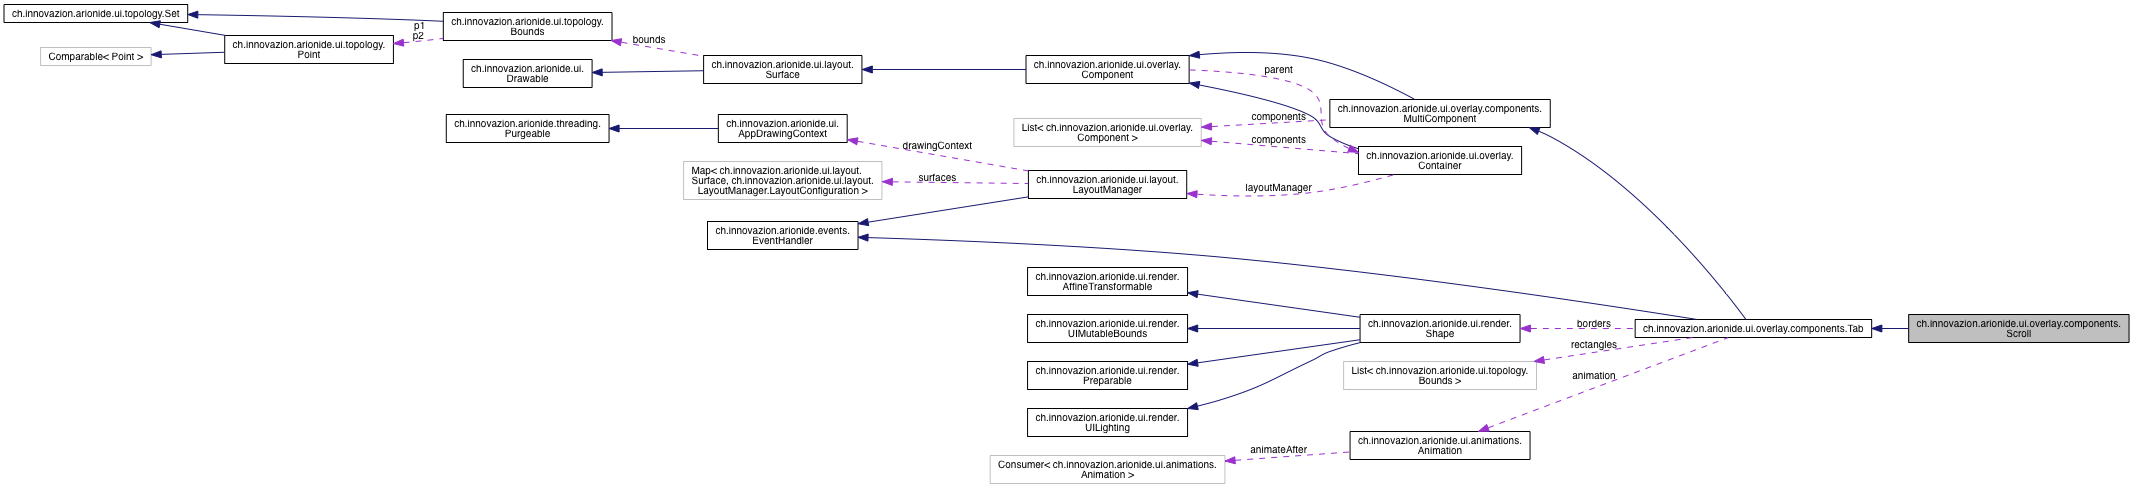 ch.innovazion.arionide.ui.topology.Set
Comparable< Point >
ch.innovazion.arionide.ui.topology.
Point
p1
p2
ch.innovazion.arionide.ui.topology.
Bounds
ch.innovazion.arionide.ui.
Drawable
bounds
ch.innovazion.arionide.ui.layout.
Surface
ch.innovazion.arionide.threading.
Purgeable
ch.innovazion.arionide.ui.
AppDrawingContext
Map< ch.innovazion.arionide.ui.layout.
Surface, ch.innovazion.arionide.ui.layout.
LayoutManager.LayoutConfiguration >
ch.innovazion.arionide.events.
EventHandler
drawingContext
surfaces
ch.innovazion.arionide.ui.overlay.
Component
List< ch.innovazion.arionide.ui.overlay.
Component >
ch.innovazion.arionide.ui.layout.
LayoutManager
ch.innovazion.arionide.ui.render.
AffineTransformable
ch.innovazion.arionide.ui.render.
UIMutableBounds
ch.innovazion.arionide.ui.render.
Preparable
ch.innovazion.arionide.ui.render.
UILighting
Consumer< ch.innovazion.arionide.ui.animations.
Animation >
parent
components
components
layoutManager
animateAfter
ch.innovazion.arionide.ui.overlay.components.
MultiComponent
ch.innovazion.arionide.ui.overlay.
Container
ch.innovazion.arionide.ui.render.
Shape
List< ch.innovazion.arionide.ui.topology.
Bounds >
ch.innovazion.arionide.ui.animations.
Animation
borders
rectangles
animation
ch.innovazion.arionide.ui.overlay.components.Tab
ch.innovazion.arionide.ui.overlay.components.
Scroll